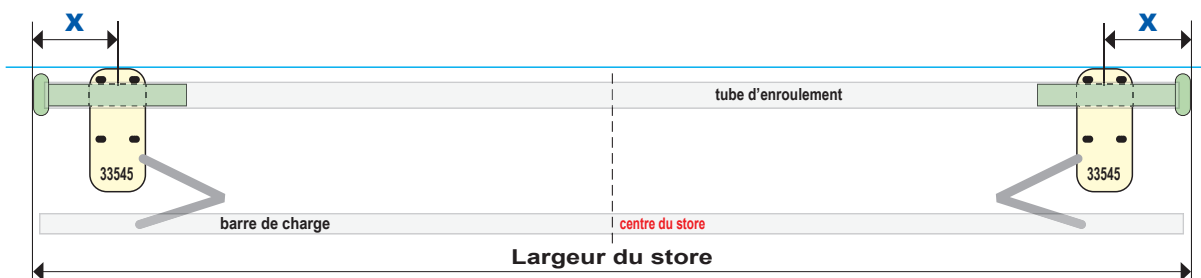 X X
tube d'enroulement
33545 33545
barre de charge centre du store
Largeur du store